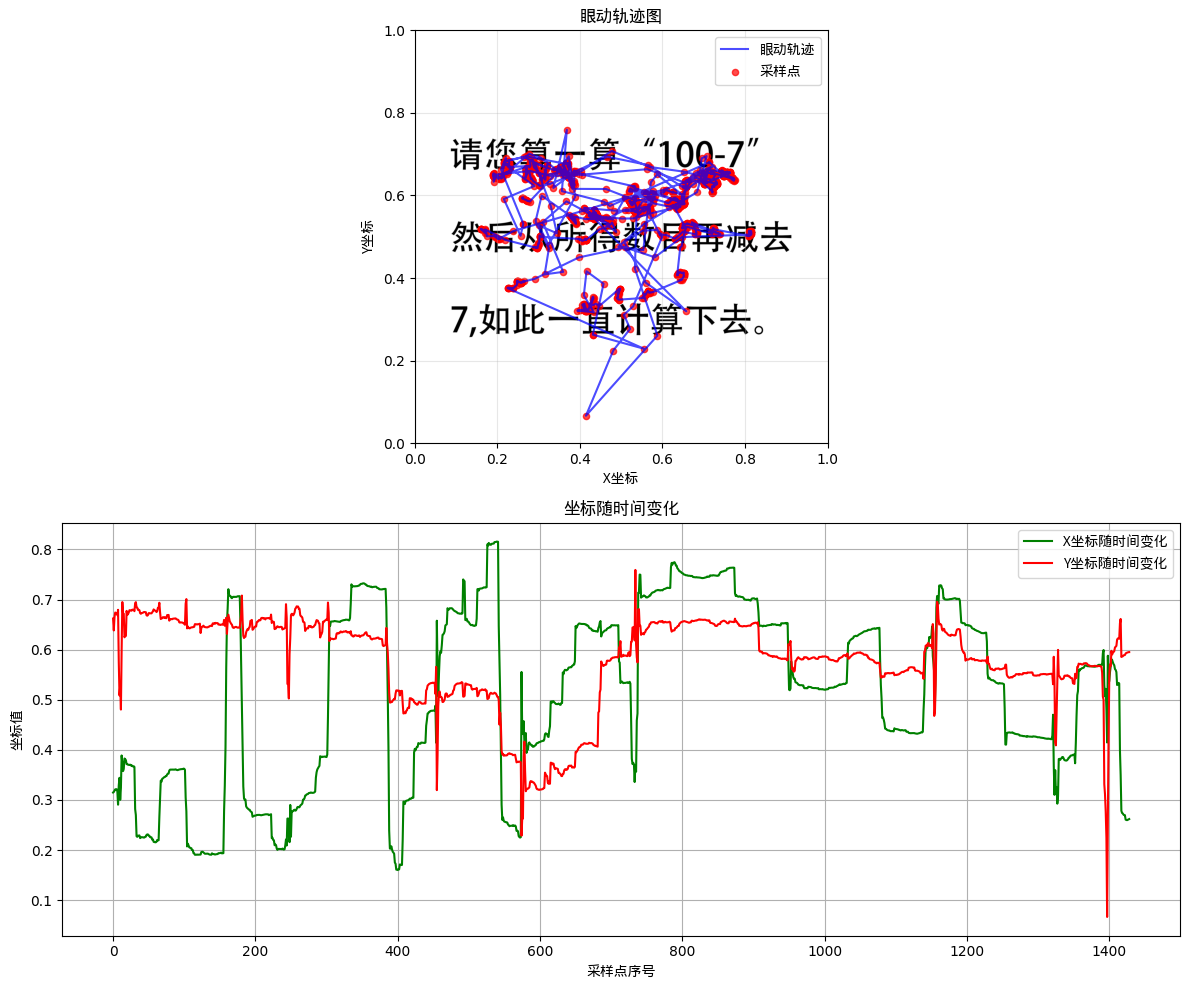 眼动轨迹图
1.0
0.8
0.6
0.4
0.2
0.0
Y坐标
眼动轨迹
采样点
请您算一算“100-7”
然后从所得数目再减去
7,如此一直计算下去。
0.0 0.2 0.4 0.6 0.8 1.0
X坐标
坐标随时间变化
0.8
0.7
0.6
0.5
0.4
0.3
0.2
0.1
坐标值
X坐标随时间变化
Y坐标随时间变化
0 200 400 600 800 1000 1200 1400
采样点序号